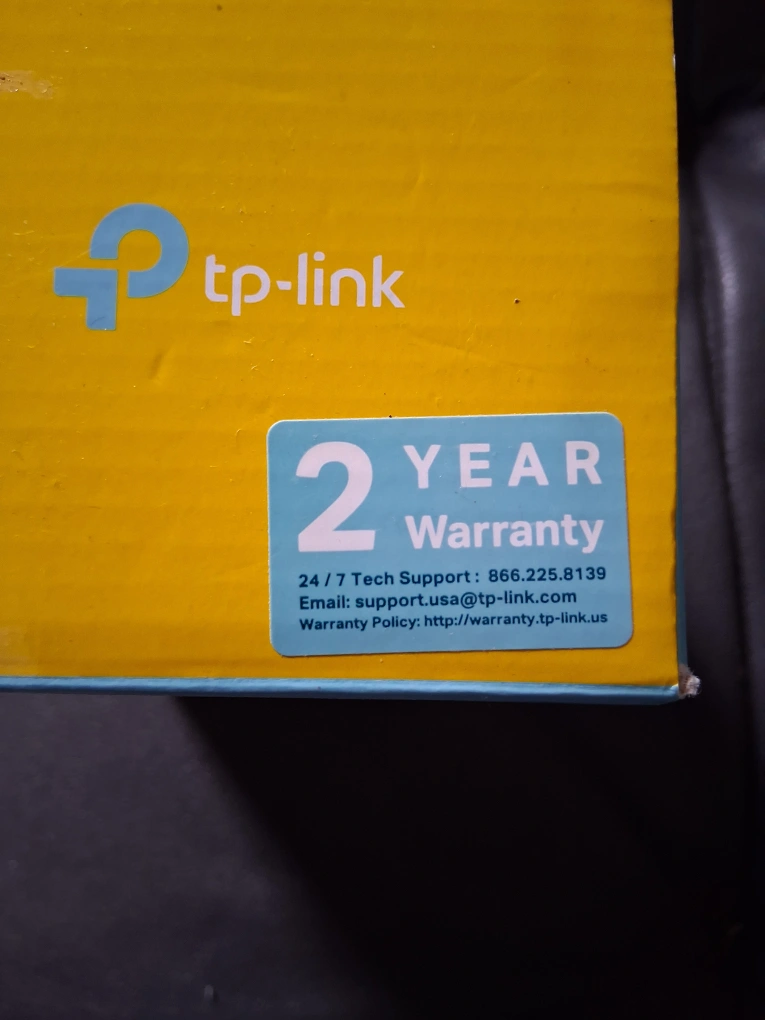 tp-link
2 YEAR
Warranty
24 / 7 Tech Support : 866.225.8139
Email: support.usa@tp-link.com
Warranty Policy: http://warranty.tp-link.us